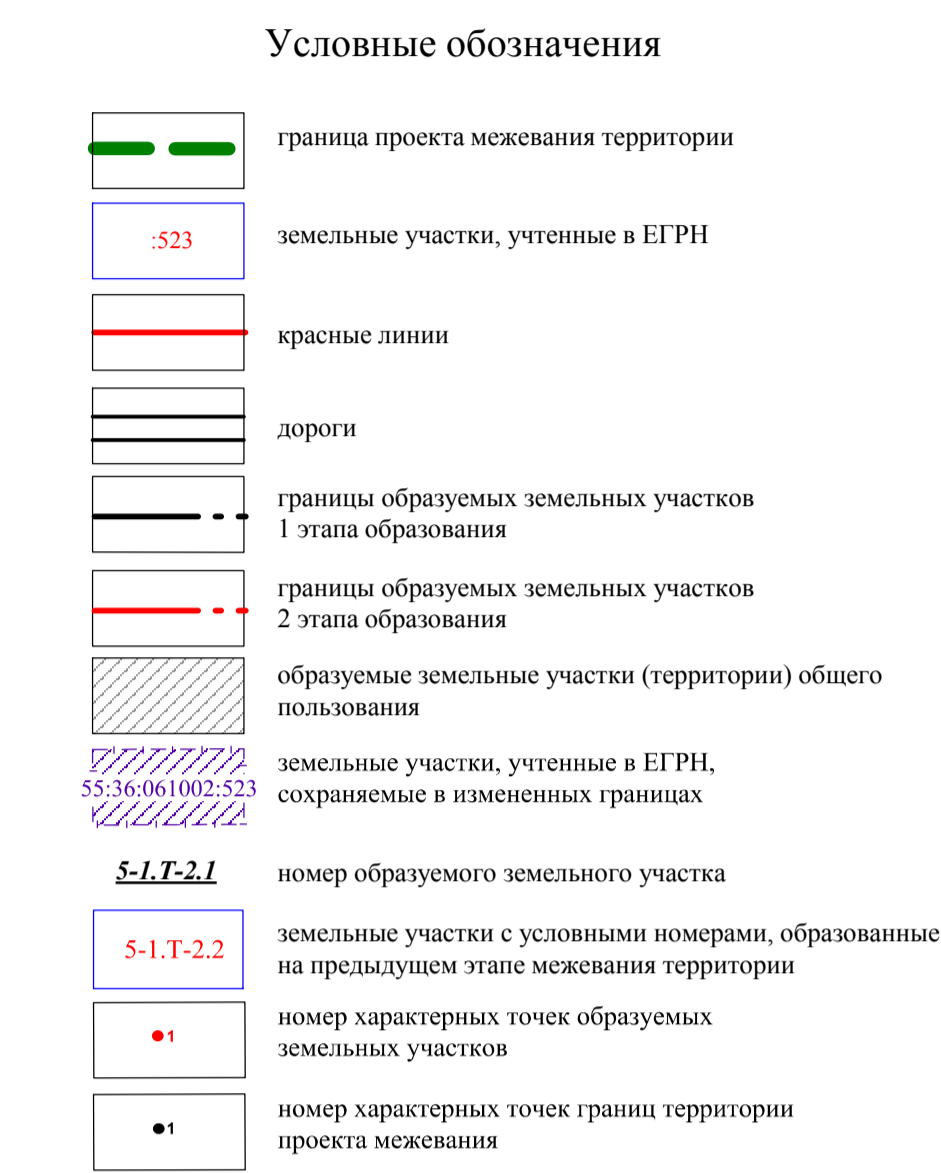 Условные обозначения
граница проекта межевания территории
:523
земельные участки, учтенные в ЕГРН
красные линии
дороги
границы образуемых земельных участков
1 этапа образования
границы образуемых земельных участков
2 этапа образования
образуемые земельные участки (территории) общего
пользования
земельные участки, учтенные в ЕГРН,
55:36:061002:523
сохраняемые в измененных границах
5-1.Т-2.1
номер образуемого земельного участка
5-1.Т-2.2
земельные участки с условными номерами, образованные
на предыдущем этапе межевания территории
номер характерных точек образуемых
1
земельных участков
номер характерных точек границ территории
1
проекта межевания